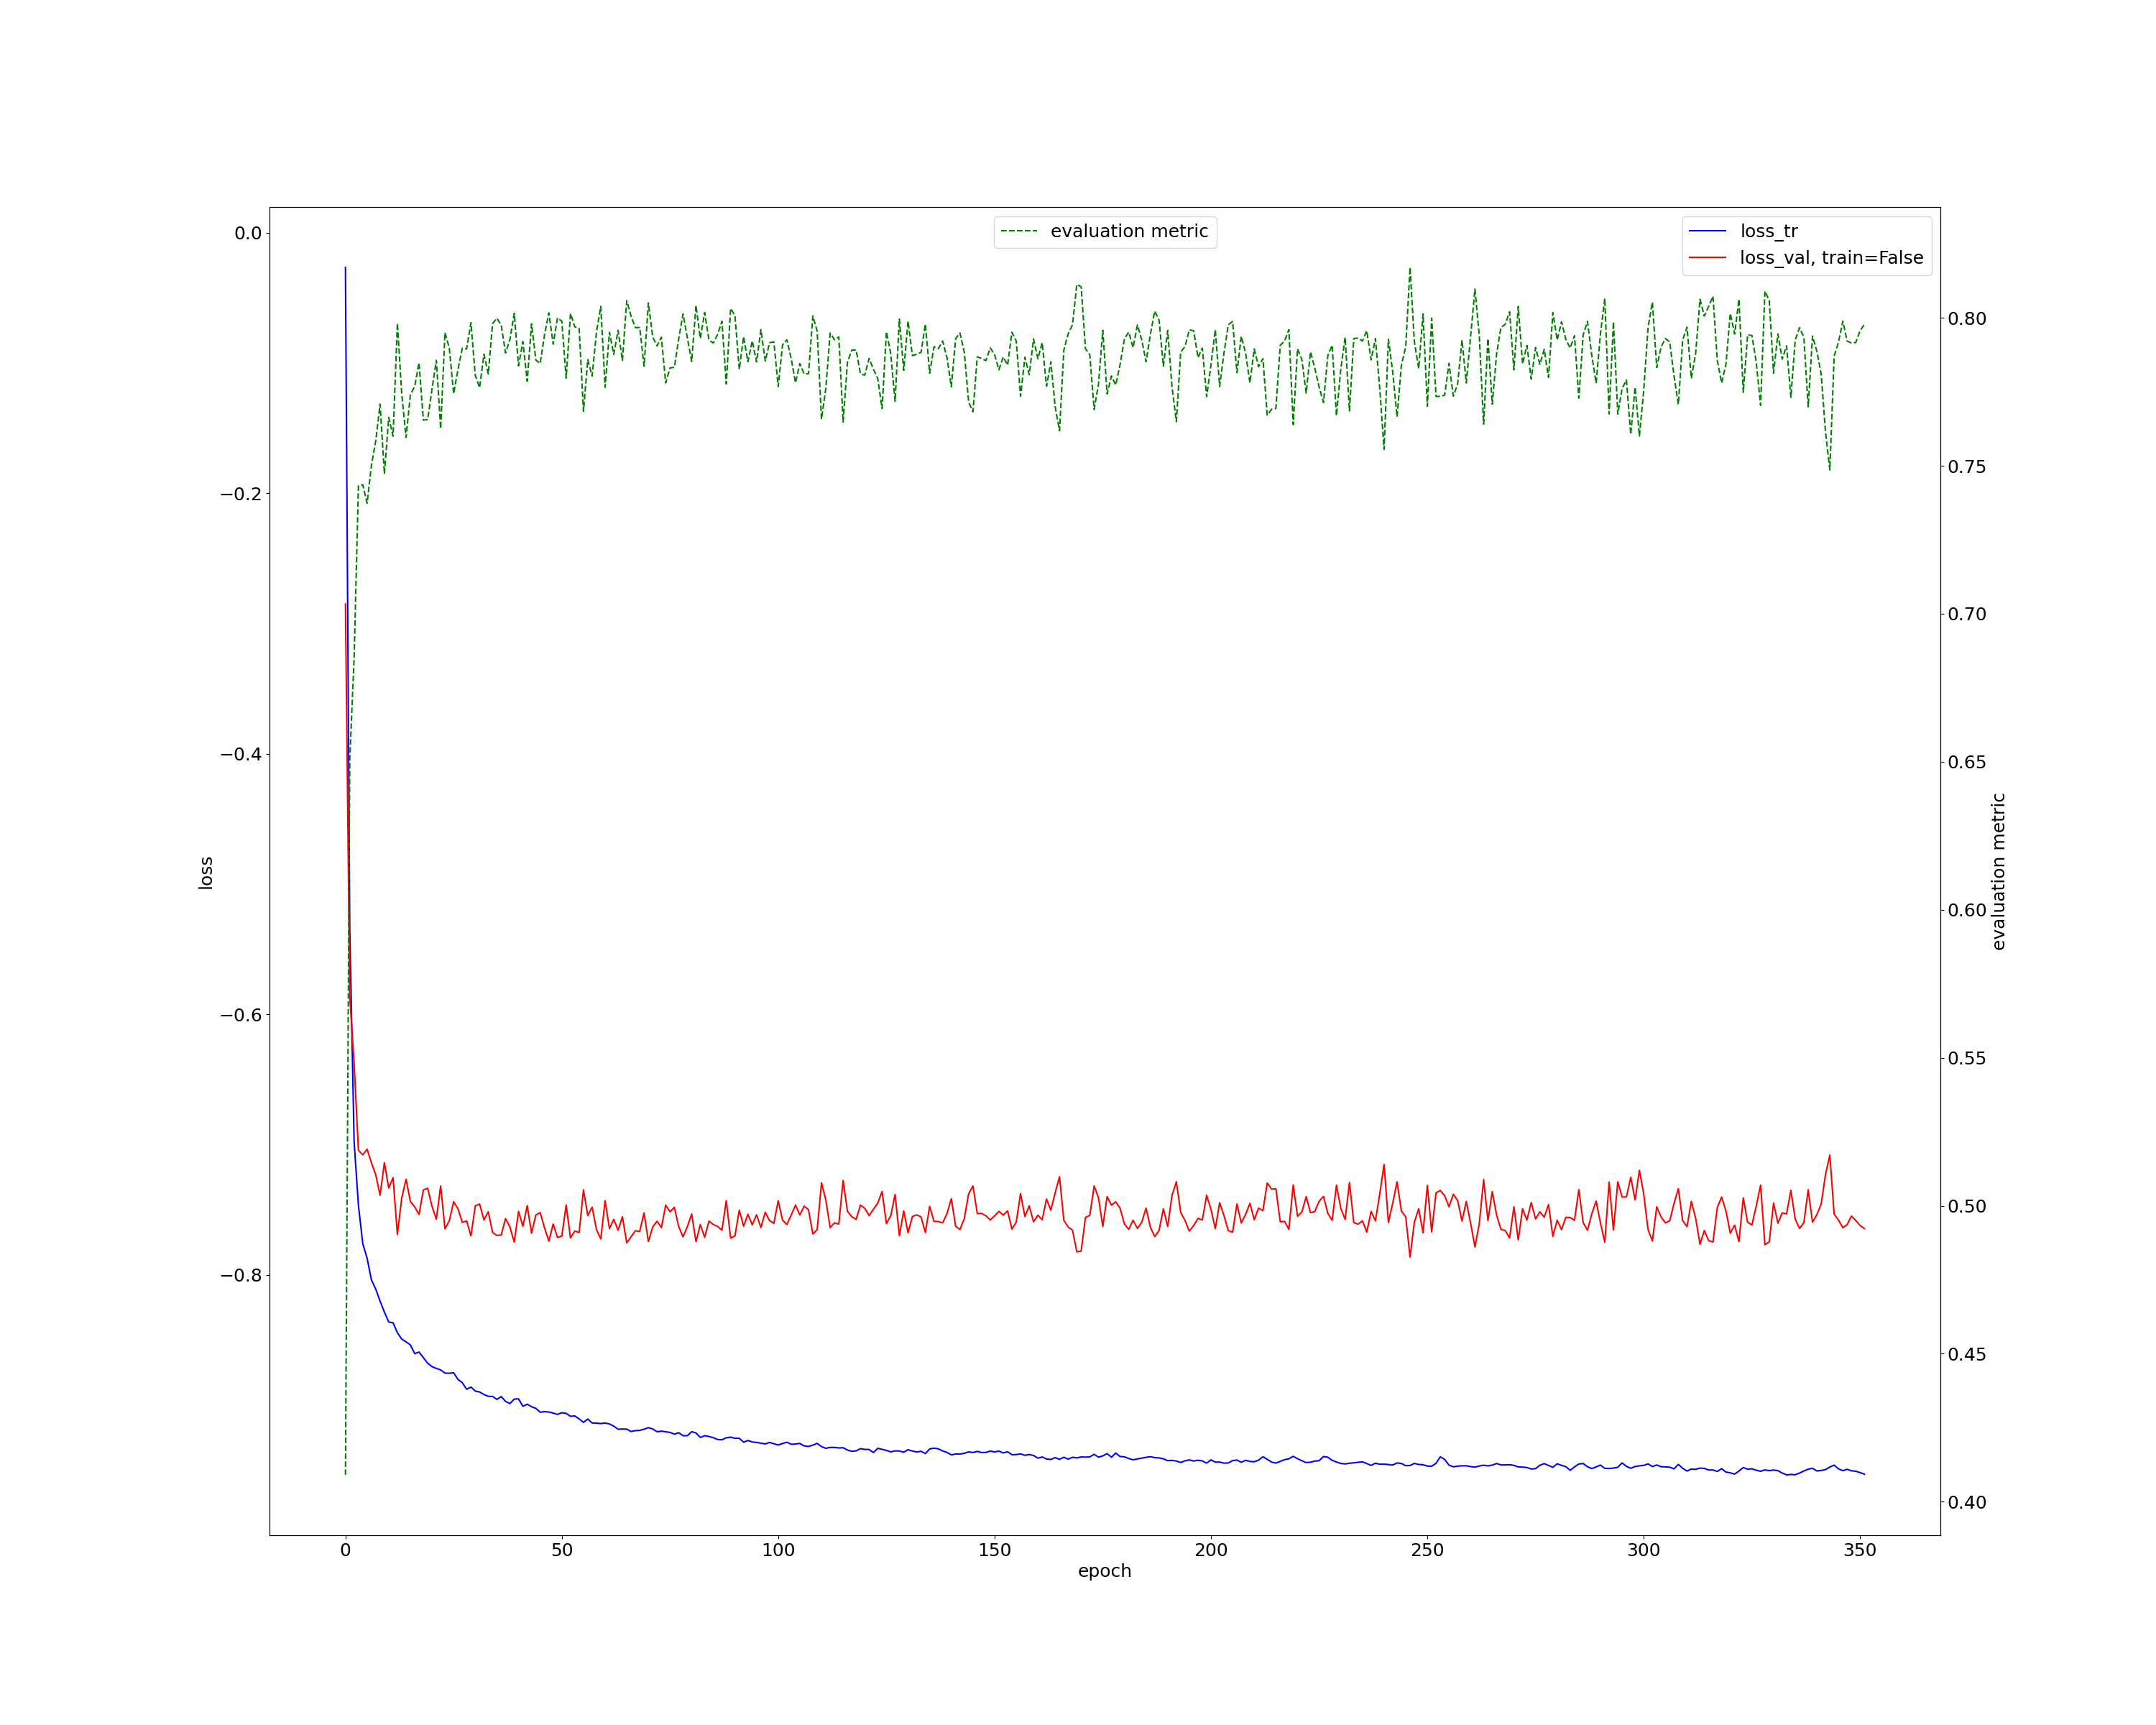 evaluation metric
loss_tr
loss_val, train=False
0.0
−0.2
−0.4
−0.6
−0.8
loss
0.80
0.75
0.70
0.65
0.60
0.55
0.50
0.45
0.40
evaluation metric
0 50 100 150 200 250 300 350
epoch